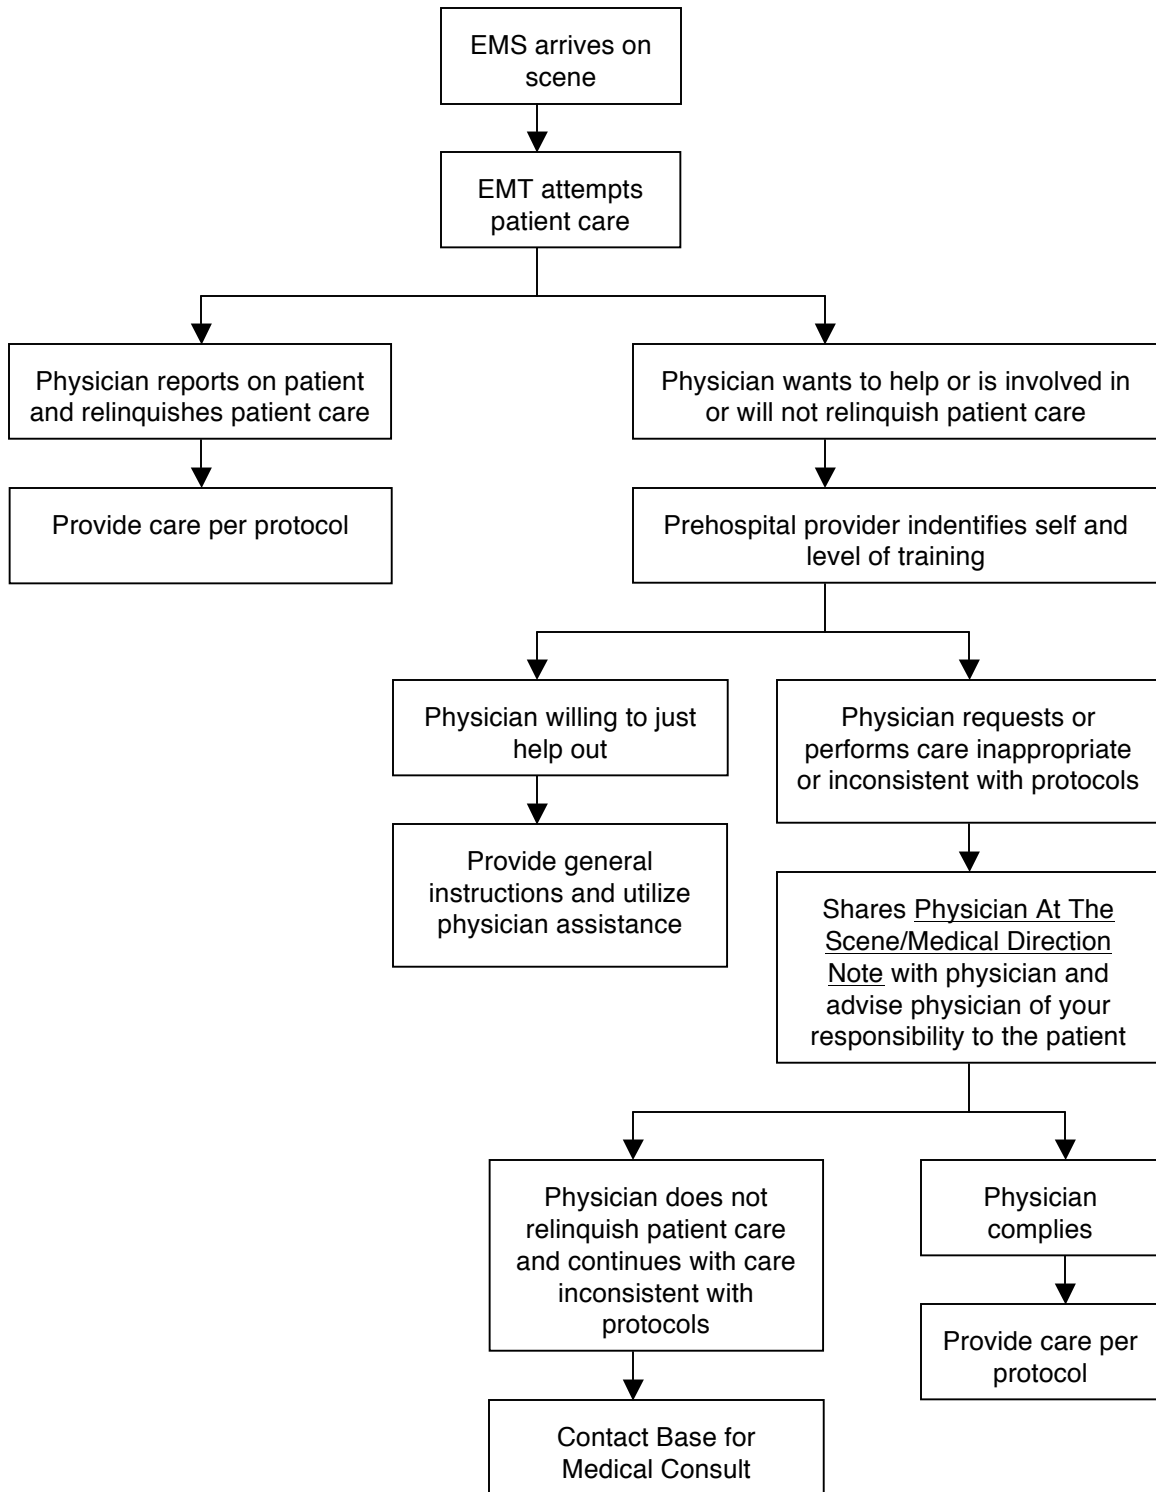 EMS arrives on
scene
EMT attempts
patient care
Physician reports on patient
and relinquishes patient care
Physician wants to help or is involved in
or will not relinquish patient care
Provide care per protocol
Prehospital provider indentifies self and
level of training
Physician willing to just
help out
Physician requests or
performs care inappropriate
or inconsistent with protocols
Provide general
instructions and utilize
physician assistance
Shares Physician At The
Scene/Medical Direction
Note with physician and
advise physician of your
responsibility to the patient
Physician does not
relinquish patient care
and continues with care
inconsistent with
protocols
Physician
complies
Provide care per
protocol
Contact Base for
Medical Consult